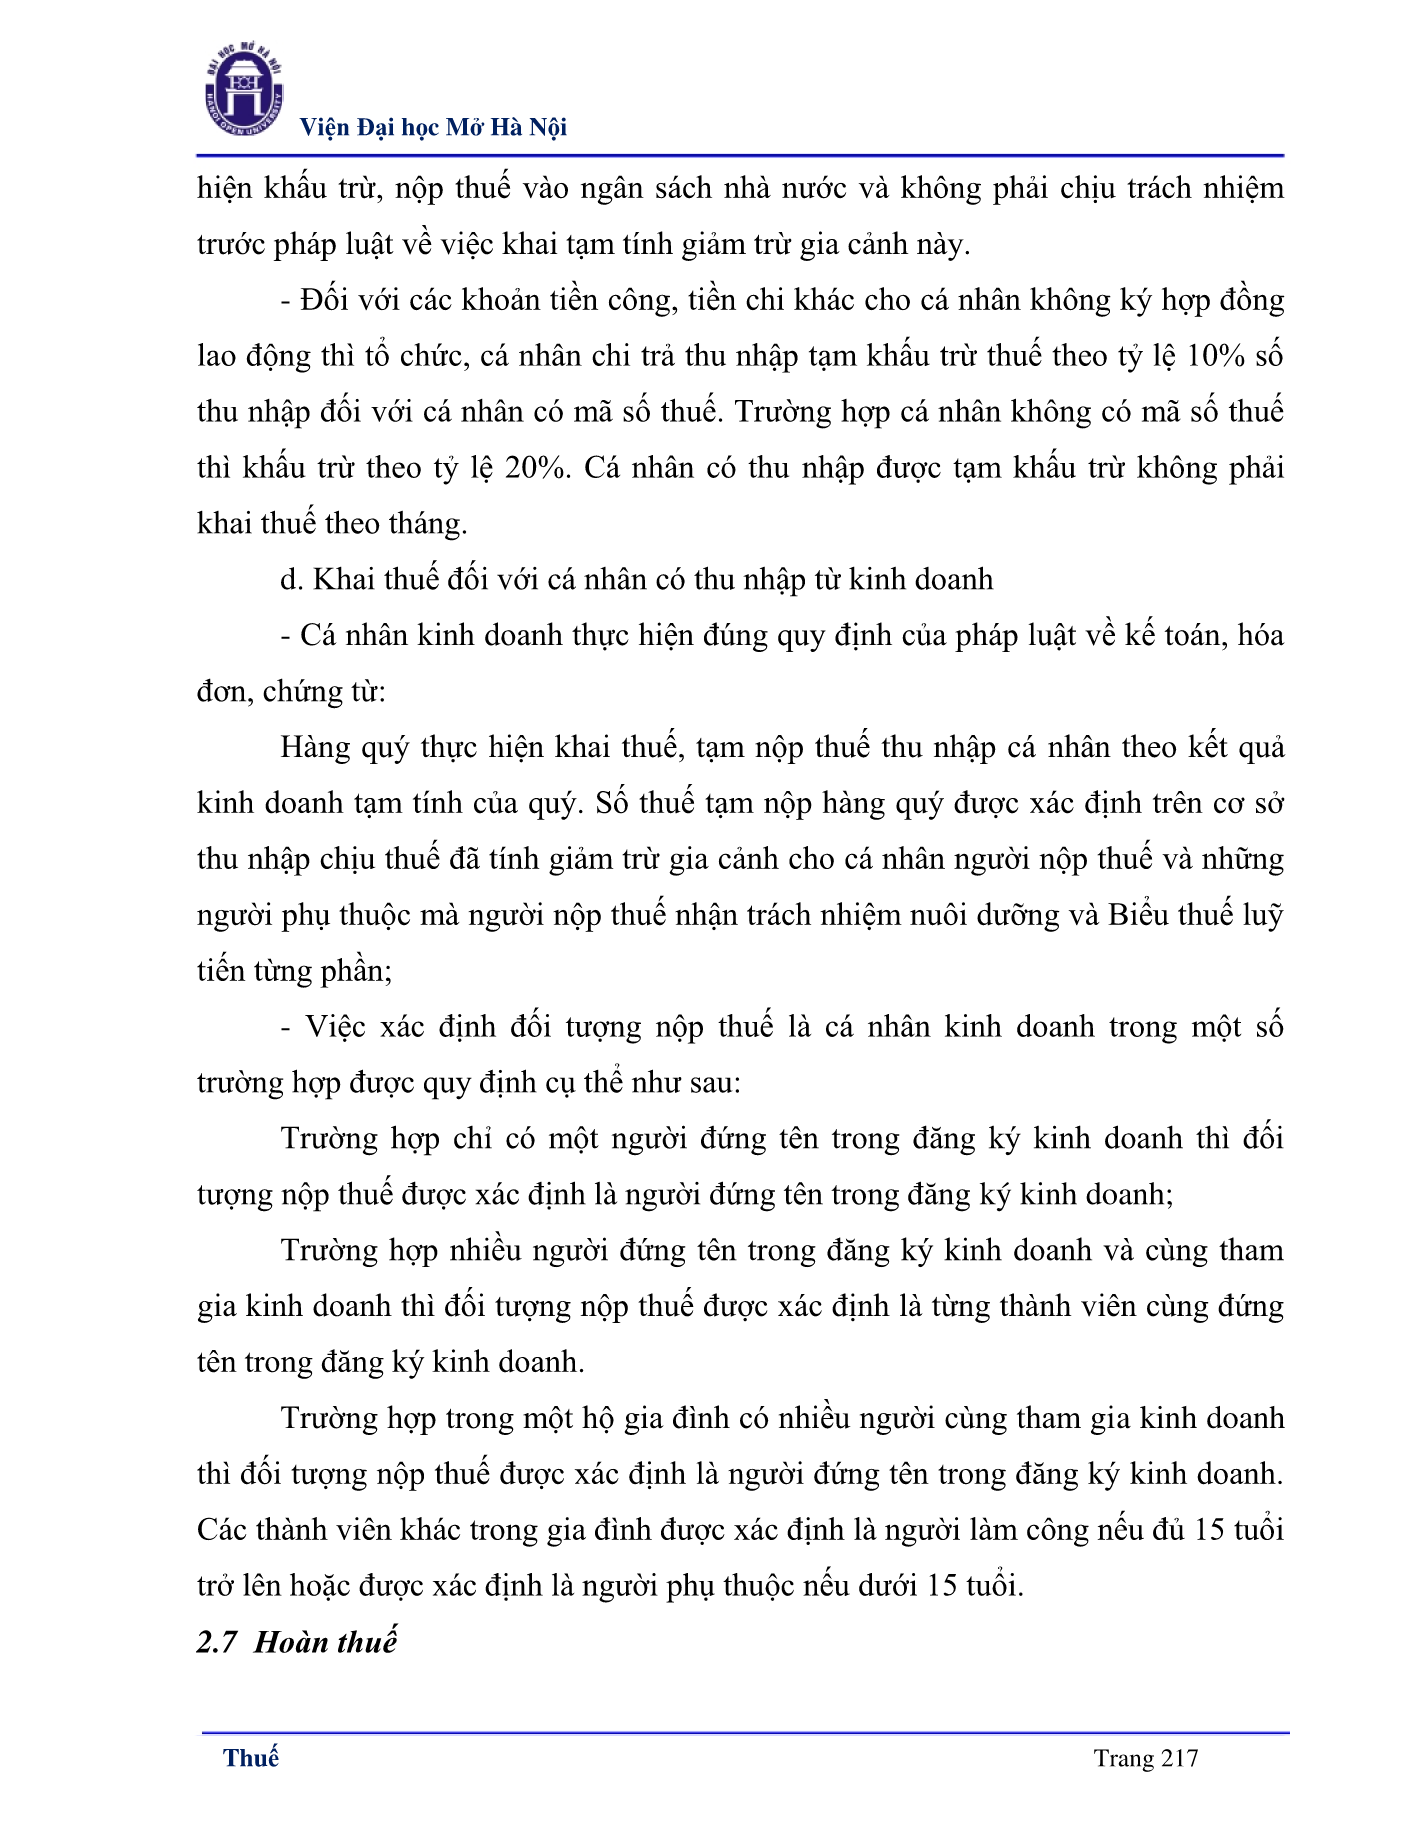 ĐẠI HỌC MỞ HÀ NỘI
HANOI OPEN UNIVERSITY
Viện Đại học Mở Hà Nội
hiện khấu trừ, nộp thuế vào ngân sách nhà nước và không phải chịu trách nhiệm
trước pháp luật về việc khai tạm tính giảm trừ gia cảnh này.
- Đối với các khoản tiền công, tiền chi khác cho cá nhân không ký hợp đồng
lao động thì tổ chức, cá nhân chi trả thu nhập tạm khấu trừ thuế theo tỷ lệ 10% số
thu nhập đối với cá nhân có mã số thuế. Trường hợp cá nhân không có mã số thuế
thì khấu trừ theo tỷ lệ 20%. Cá nhân có thu nhập được tạm khấu trừ không phải
khai thuế theo tháng.
d. Khai thuế đối với cá nhân có thu nhập từ kinh doanh
- Cá nhân kinh doanh thực hiện đúng quy định của pháp luật về kế toán, hóa
đơn, chứng từ:
Hàng quý thực hiện khai thuế, tạm nộp thuế thu nhập cá nhân theo kết quả
kinh doanh tạm tính của quý. Số thuế tạm nộp hàng quý được xác định trên cơ sở
thu nhập chịu thuế đã tính giảm trừ gia cảnh cho cá nhân người nộp thuế và những
người phụ thuộc mà người nộp thuế nhận trách nhiệm nuôi dưỡng và Biểu thuế luỹ
tiến từng phần;
- Việc xác định đối tượng nộp thuế là cá nhân kinh doanh trong một số
trường hợp được quy định cụ thể như sau:
Trường hợp chỉ có một người đứng tên trong đăng ký kinh doanh thì đối
tượng nộp thuế được xác định là người đứng tên trong đăng ký kinh doanh;
Trường hợp nhiều người đứng tên trong đăng ký kinh doanh và cùng tham
gia kinh doanh thì đối tượng nộp thuế được xác định là từng thành viên cùng đứng
tên trong đăng ký kinh doanh.
Trường hợp trong một hộ gia đình có nhiều người cùng tham gia kinh doanh
thì đối tượng nộp thuế được xác định là người đứng tên trong đăng ký kinh doanh.
Các thành viên khác trong gia đình được xác định là người làm công nếu đủ 15 tuổi
trở lên hoặc được xác định là người phụ thuộc nếu dưới 15 tuổi.
2.7 Hoàn thuế
Thuế
Trang 217